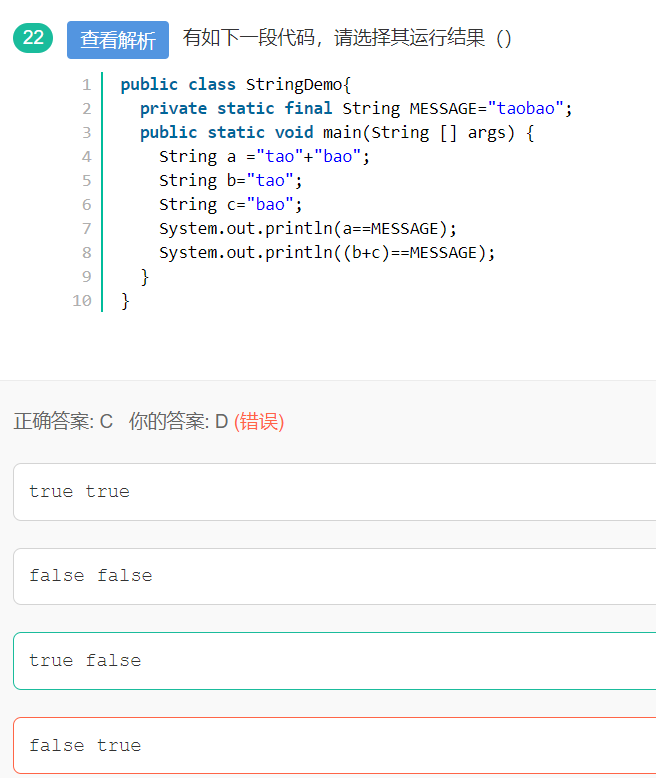 22 查看解析 有如下一段代码，请选择其运行结果（）
1 public class StringDemo{
2   private static final String MESSAGE="taobao";
3   public static void main(String [] args) {
4     String a ="tao"+"bao";
5     String b="tao";
6     String c="bao";
7     System.out.println(a==MESSAGE);
8     System.out.println((b+c)==MESSAGE);
9   }
10 }
正确答案: C 你的答案: D (错误)
true true
false false
true false
false true